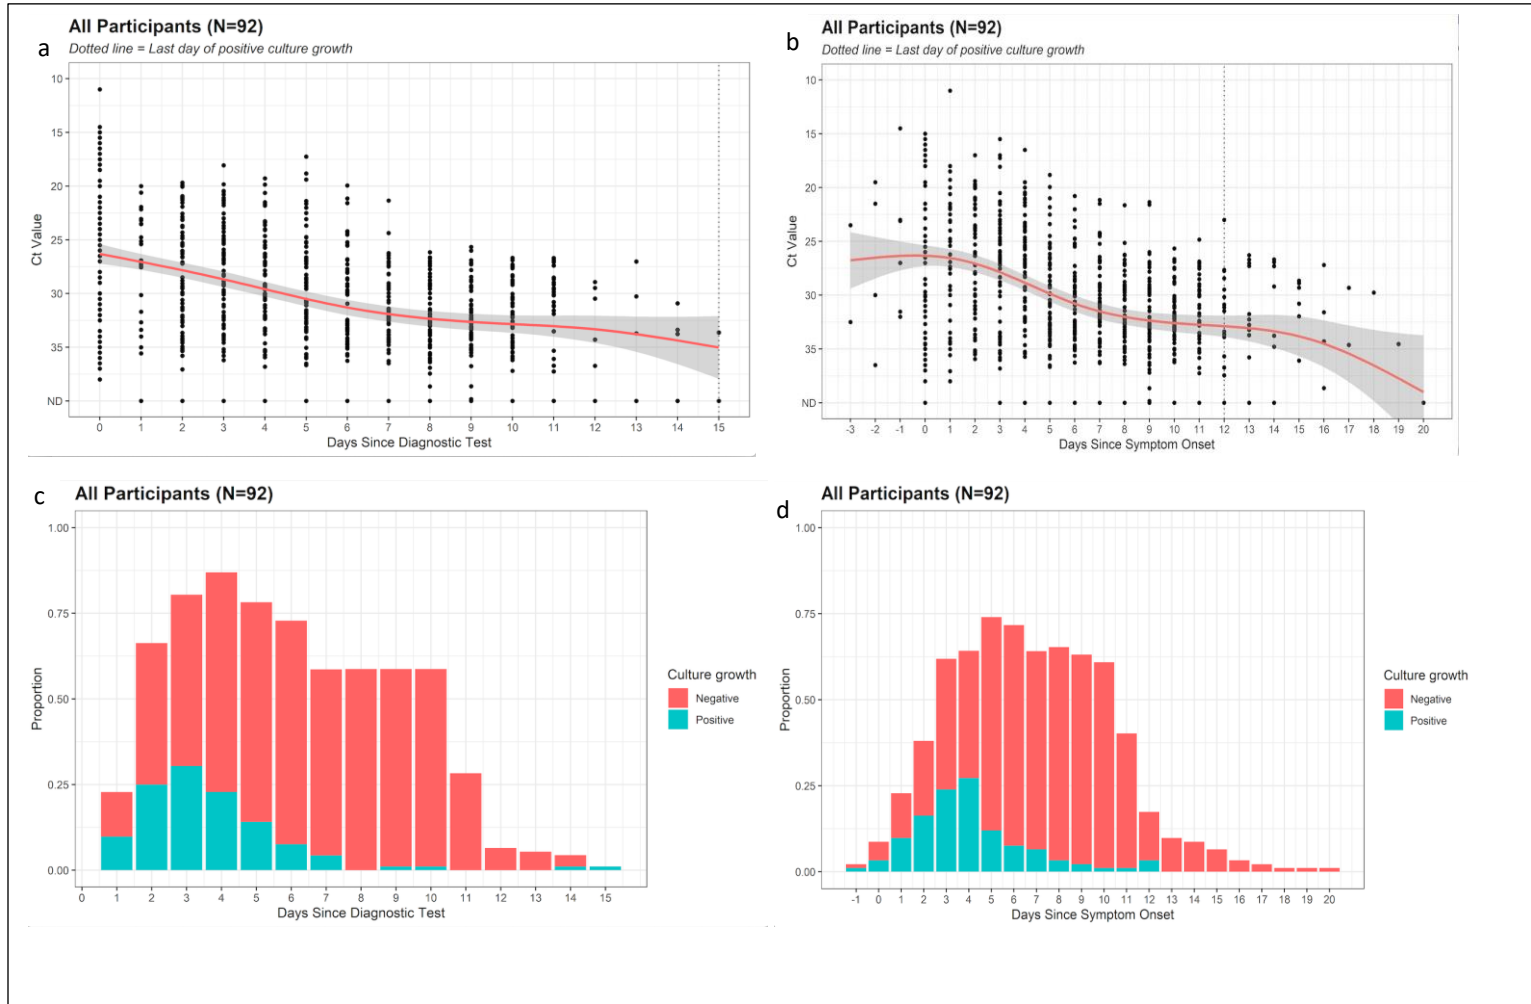 a
All Participants (N=92)
Dotted line = Last day of positive culture growth
Ct Value
10
15
20
25
30
35
ND
0 1 2 3 4 5 6 7 8 9 10 11 12 13 14 15
Days Since Diagnostic Test
b
All Participants (N=92)
Dotted line = Last day of positive culture growth
Ct Value
10
15
20
25
30
35
ND
-3 -2 -1 0 1 2 3 4 5 6 7 8 9 10 11 12 13 14 15 16 17 18 19 20
Days Since Symptom Onset
c
All Participants (N=92)
Proportion
1.00
0.75
0.50
0.25
0.00
0 1 2 3 4 5 6 7 8 9 10 11 12 13 14 15
Days Since Diagnostic Test
Culture growth
Negative
Positive
d
All Participants (N=92)
Proportion
1.00
0.75
0.50
0.25
0.00
-1 0 1 2 3 4 5 6 7 8 9 10 11 12 13 14 15 16 17 18 19 20
Days Since Symptom Onset
Culture growth
Negative
Positive